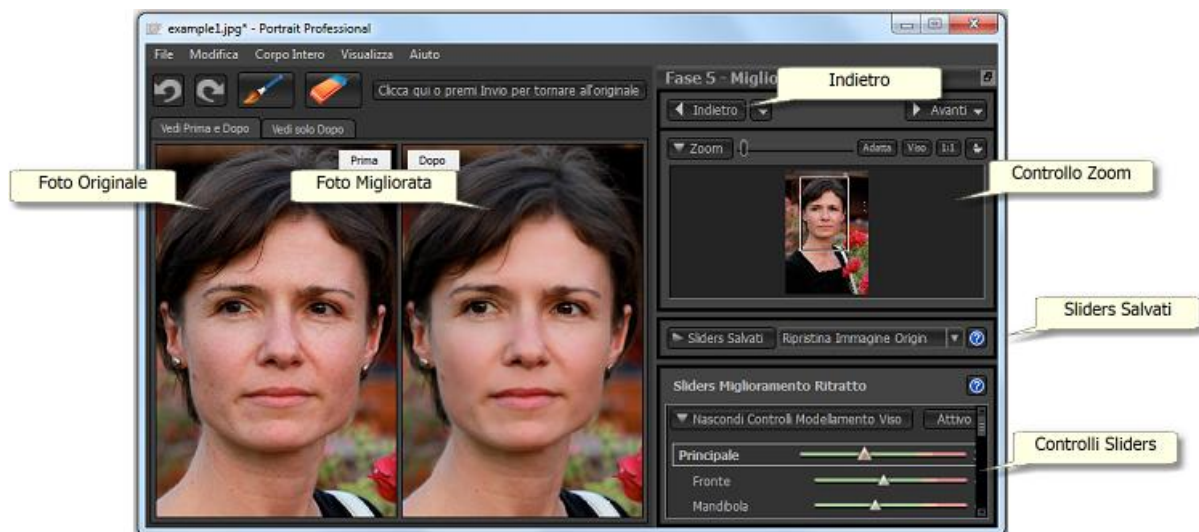 example1.jpg* - Portrait Professional
File Modifica Corpo Intero Visualizza Aiuto
Clicca qui o premi Invio per tornare all'originale
Vedi Prima e Dopo Vedi solo Dopo
Prima
Dopo
Foto Originale
Foto Migliorata
Fase 5 - Miglio
Indietro
Indietro Avanti
Zoom Adatta Viso 1:1
Controllo Zoom
Sliders Salvati
Sliders Salvati Ripristina Immagine Origin
Sliders Miglioramento Ritratto
Nascondi Controlli Modellamento Viso Attivo
Controlli Sliders
Principale
Fronte
Mandibola